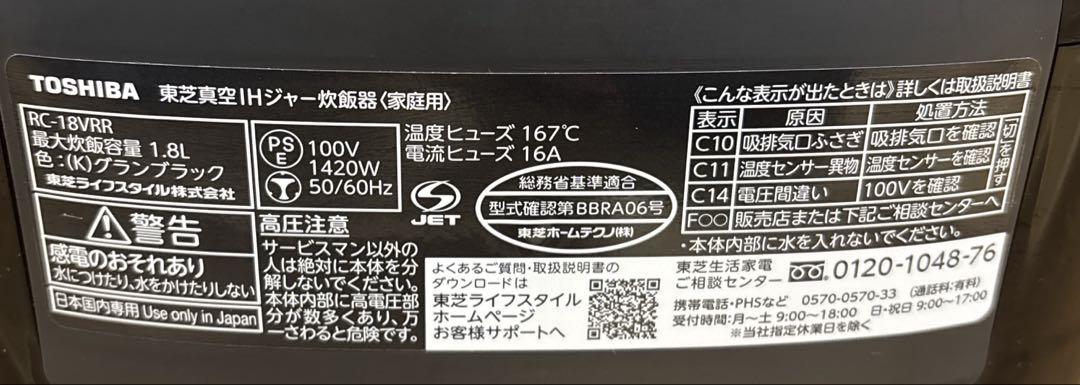 TOSHIBA 東芝真空IHジャー炊飯器〈家庭用〉
RC-18VRR
最大炊飯容量 1.8L
色:(K)グランブラック
東芝ライフスタイル株式会社
PS
E
100V
1420W
50/60Hz
温度ヒューズ 167℃
電流ヒューズ 16A
S
JET
総務省基準適合
型式確認第BBRA06号
東芝ホームテクノ(株)
警告
感電のおそれあり
水につけたり、水をかけたりしない
日本国内専用 Use only in Japan
高圧注意
サービスマン以外の
人は絶対に本体を分
解しないでください。
本体内部に高電圧部
分が数多くあり、万一
さわると危険です。
よくあるご質問・取扱説明書の
ダウンロードは
東芝ライフスタイル
ホームページ
お客様サポートへ
《こんな表示が出たときは》詳しくは取扱説明書
表示 原因 処置方法
C10 吸排気口ふさぎ 吸排気口を確認
C11 温度センサー異物 温度センサーを確認
C14 電圧間違い 100Vを確認
切を押す
F○○ 販売店または下記ご相談センターへ
・本体内部に水を入れないでください。
東芝生活家電
ご相談センター 0120-1048-76
携帯電話・PHSなど 0570-0570-33 (通話料:有料)
受付時間:月~土 9:00~18:00 日・祝日 9:00~17:00
※当社指定休業日を除く